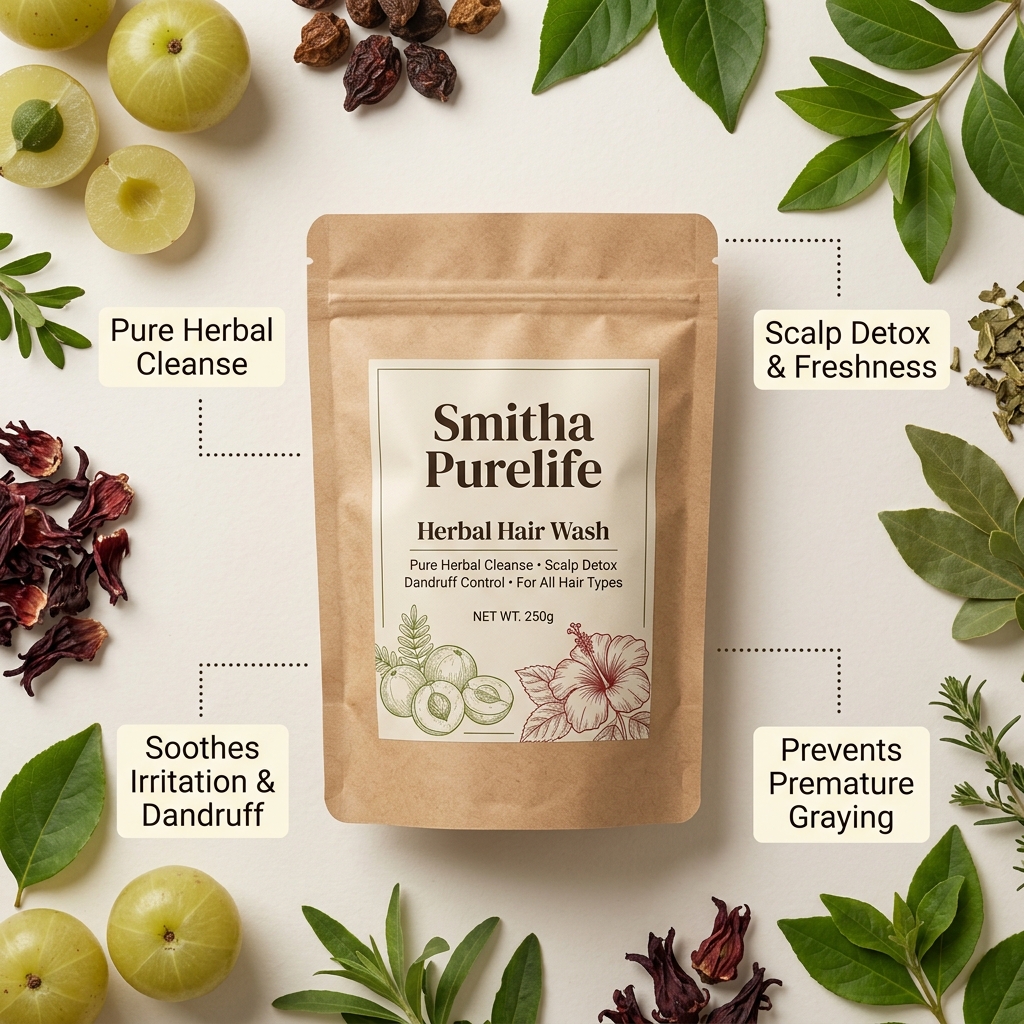 Pure Herbal
Cleanse
Scalp Detox
& Freshness
Smitha
Purelife
Herbal Hair Wash
Pure Herbal Cleanse • Scalp Detox
Dandruff Control • For All Hair Types
NET WT. 250g
Soothes
Irritation &
Dandruff
Prevents
Premature
Graying